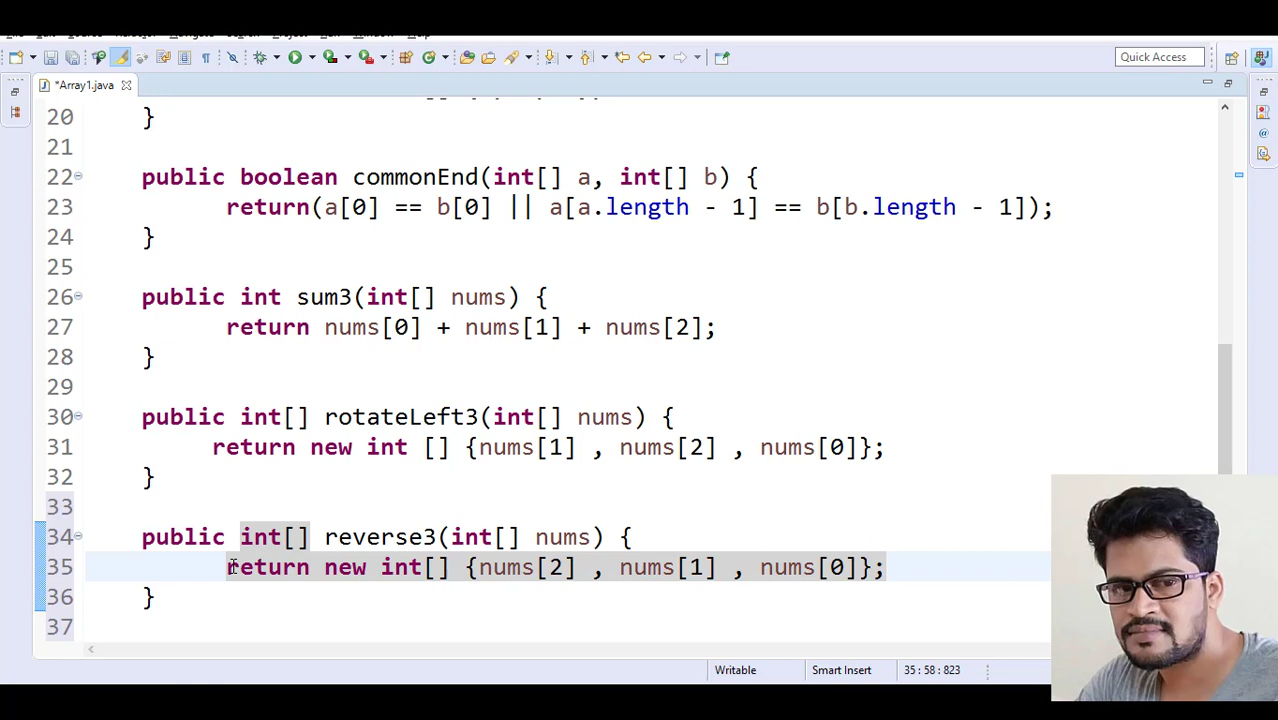 Quick Access
*Array1.java
20 }
21
22 public boolean commonEnd(int[] a, int[] b) {
23 return(a[0] == b[0] || a[a.length - 1] == b[b.length - 1]);
24 }
25
26 public int sum3(int[] nums) {
27 return nums[0] + nums[1] + nums[2];
28 }
29
30 public int[] rotateLeft3(int[] nums) {
31 return new int [] {nums[1] , nums[2] , nums[0]};
32 }
33
34 public int[] reverse3(int[] nums) {
35 return new int[] {nums[2] , nums[1] , nums[0]};
36 }
37
Writable Smart Insert 35 : 58 : 823